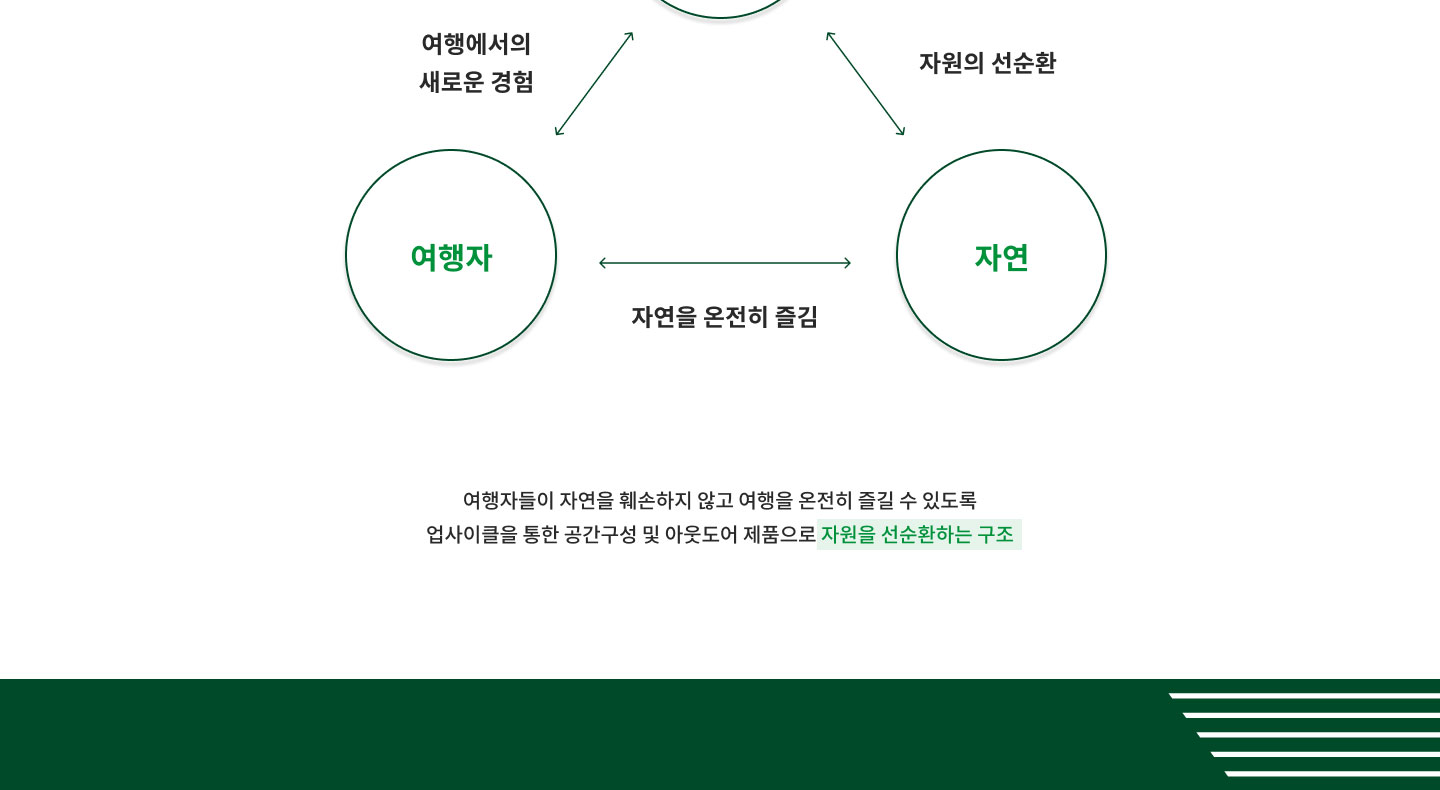 여행에서의
새로운 경험
자원의 선순환
여행자
자연
자연을 온전히 즐김
여행자들이 자연을 훼손하지 않고 여행을 온전히 즐길 수 있도록
업사이클을 통한 공간구성 및 아웃도어 제품으로 자원을 선순환하는 구조